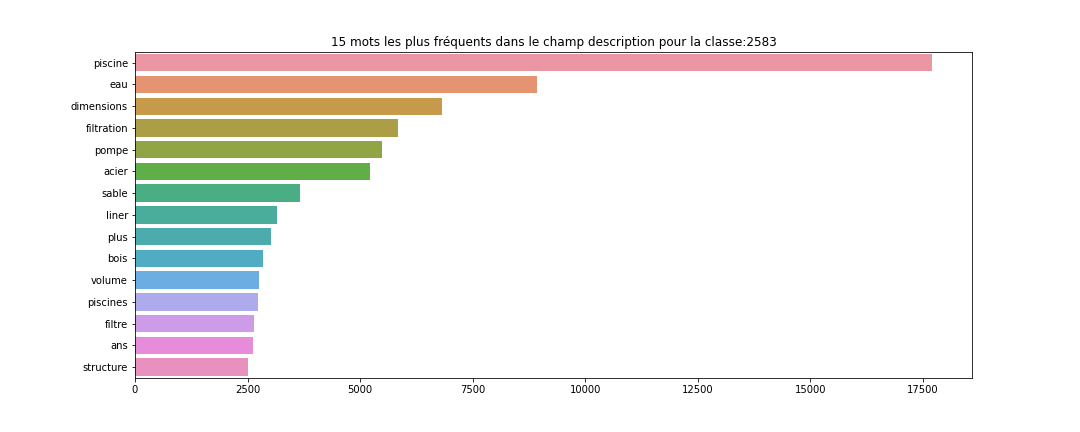 15 mots les plus fréquents dans le champ description pour la classe:2583
piscine
eau
dimensions
filtration
pompe
acier
sable
liner
plus
bois
volume
piscines
filtre
ans
structure
0 2500 5000 7500 10000 12500 15000 17500